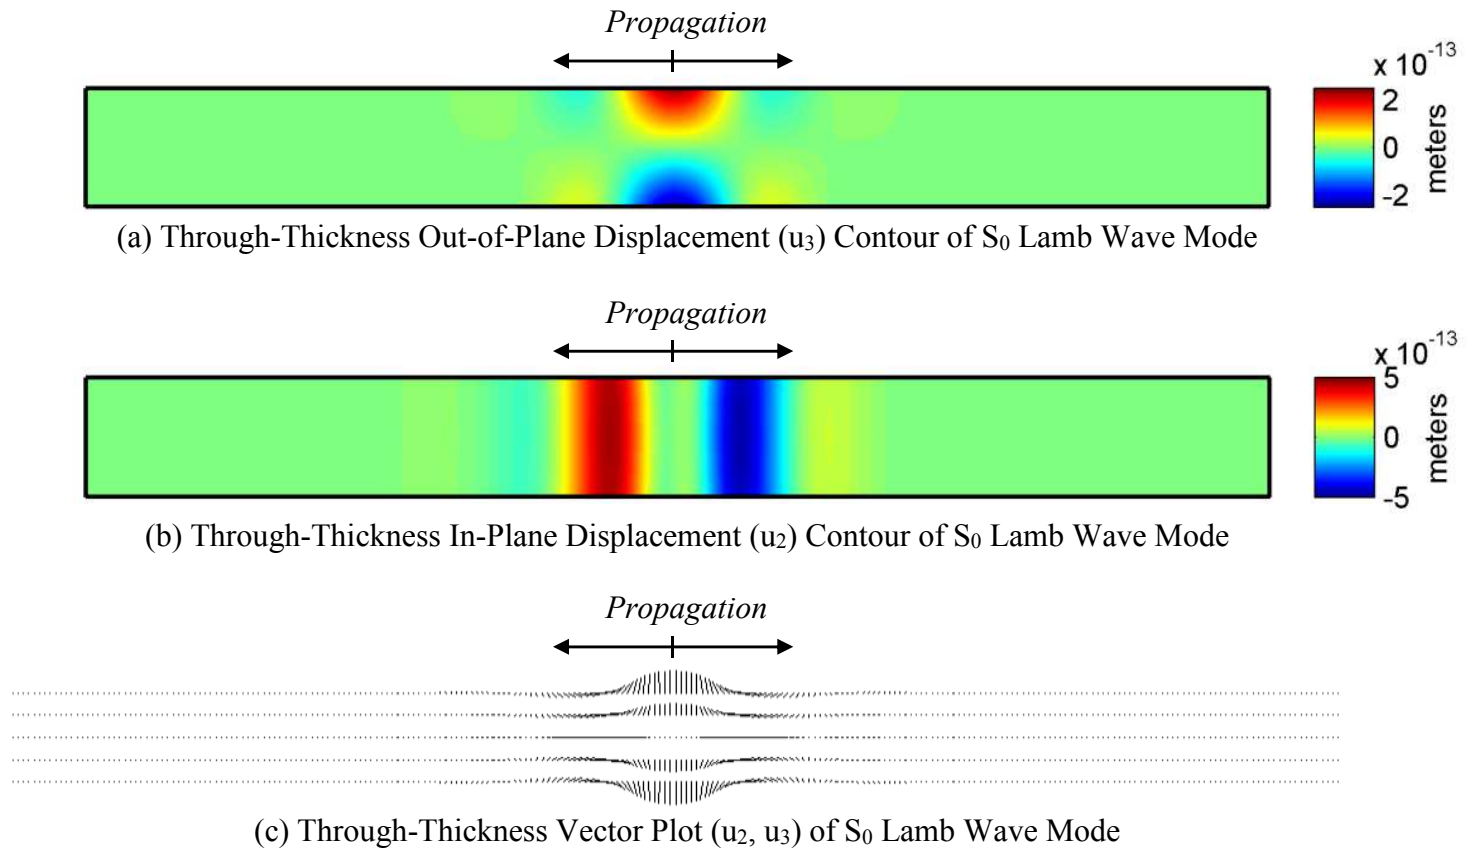 Propagation
x 10-13
2
0
-2
meters
(a) Through-Thickness Out-of-Plane Displacement (u3) Contour of S0 Lamb Wave Mode
Propagation
x 10-13
5
0
-5
meters
(b) Through-Thickness In-Plane Displacement (u2) Contour of S0 Lamb Wave Mode
Propagation
(c) Through-Thickness Vector Plot (u2, u3) of S0 Lamb Wave Mode